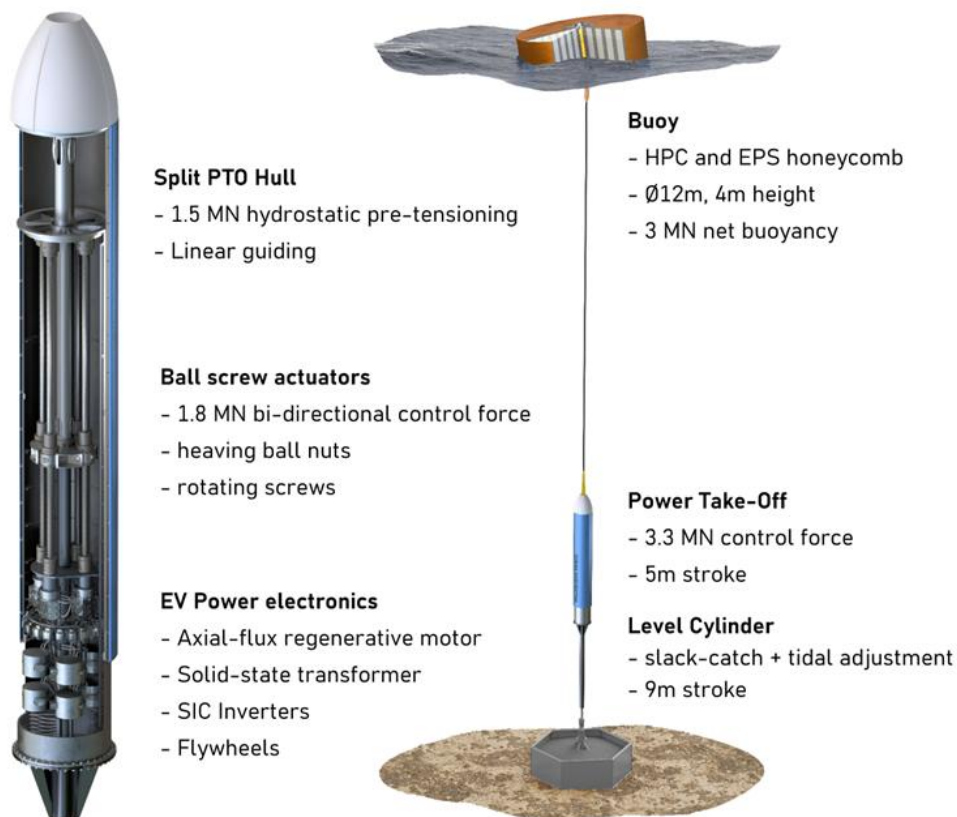 Split PTO Hull
- 1.5 MN hydrostatic pre-tensioning
- Linear guiding
Ball screw actuators
- 1.8 MN bi-directional control force
- heaving ball nuts
- rotating screws
EV Power electronics
- Axial-flux regenerative motor
- Solid-state transformer
- SIC Inverters
- Flywheels
Buoy
- HPC and EPS honeycomb
- Ø12m, 4m height
- 3 MN net buoyancy
Power Take-Off
- 3.3 MN control force
- 5m stroke
Level Cylinder
- slack-catch + tidal adjustment
- 9m stroke